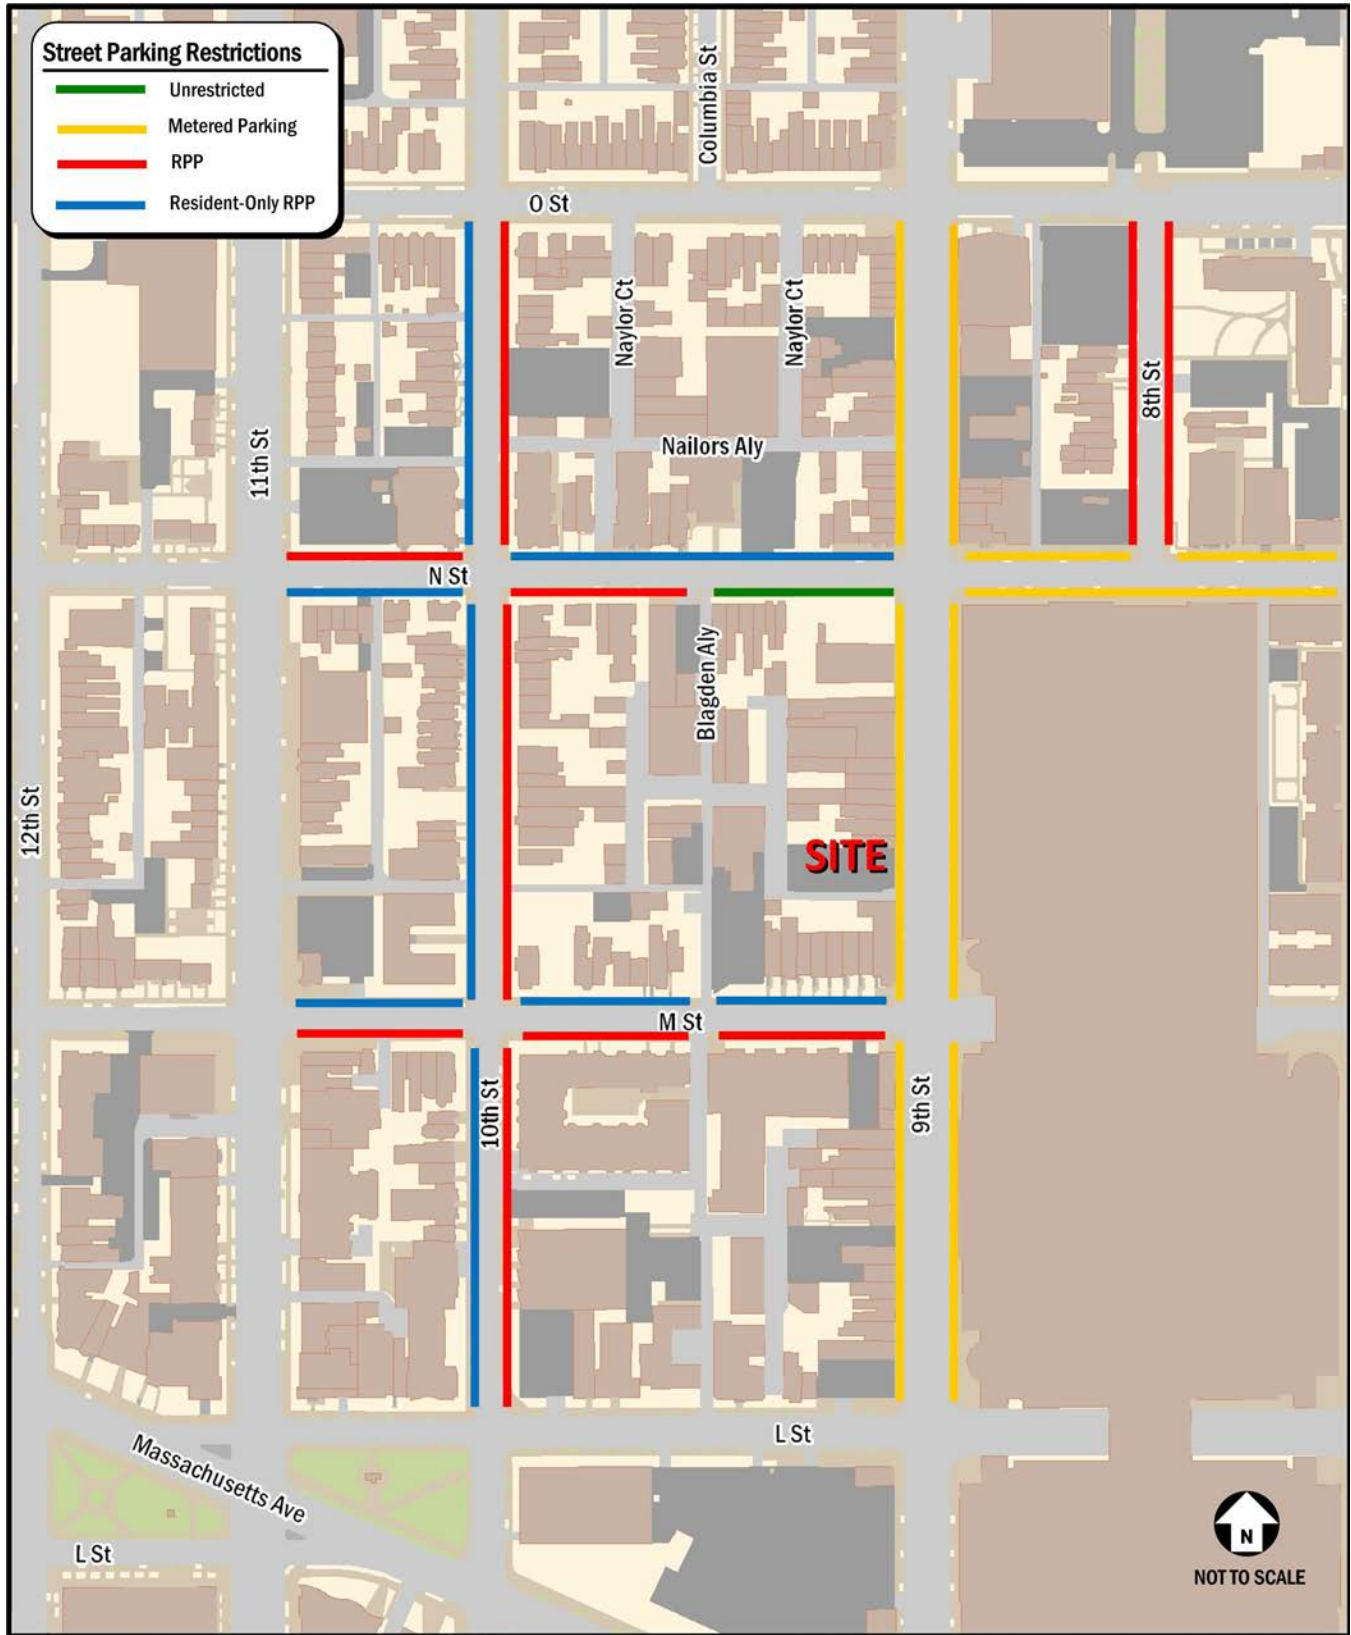 Street Parking Restrictions
Unrestricted
Metered Parking
RPP
Resident-Only RPP
Columbia St
O St
Naylor Ct
Naylor Ct
8th St
11th St
Nailors Aly
N St
Blagden Aly
12th St
SITE
M St
10th St
9th St
L St
Massachusetts Ave
L St
N
NOT TO SCALE